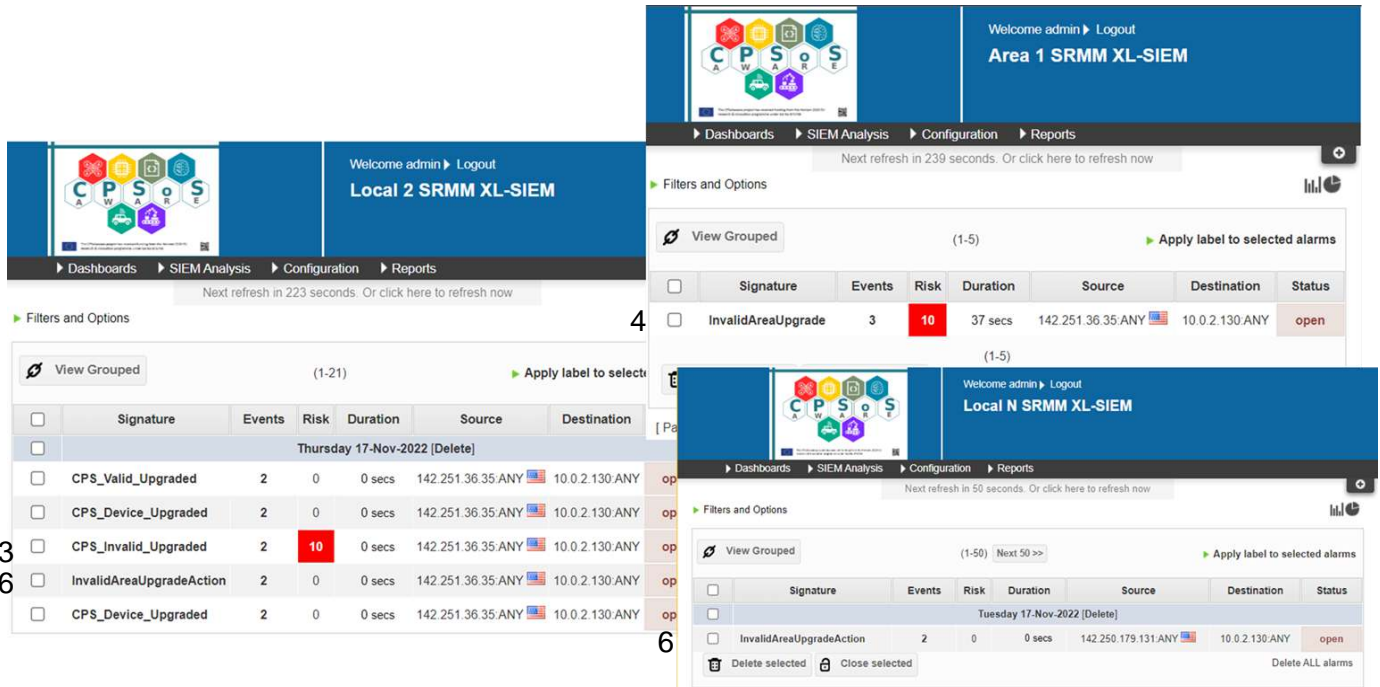 C P S o S
A W A R E
Welcome admin Logout
Area 1 SRMM XL-SIEM
Dashboards SIEM Analysis Configuration Reports
Next refresh in 239 seconds. Or click here to refresh now
Filters and Options
View Grouped (1-5) Apply label to selected alarms
Signature Events Risk Duration Source Destination Status
4 InvalidAreaUpgrade 3 10 37 secs 142.251.36.35:ANY 10.0.2.130:ANY open
(1-5)
[ Pa
C P S o S
A W A R E
Welcome admin Logout
Local 2 SRMM XL-SIEM
Dashboards SIEM Analysis Configuration Reports
Next refresh in 223 seconds. Or click here to refresh now
Filters and Options
View Grouped (1-21) Apply label to selecte
Signature Events Risk Duration Source Destination
Thursday 17-Nov-2022 [Delete]
CPS_Valid_Upgraded 2 0 0 secs 142.251.36.35:ANY 10.0.2.130:ANY op
CPS_Device_Upgraded 2 0 0 secs 142.251.36.35:ANY 10.0.2.130:ANY op
3 CPS_Invalid_Upgraded 2 10 0 secs 142.251.36.35:ANY 10.0.2.130:ANY op
6 InvalidAreaUpgradeAction 2 0 0 secs 142.251.36.35:ANY 10.0.2.130:ANY op
CPS_Device_Upgraded 2 0 0 secs 142.251.36.35:ANY 10.0.2.130:ANY op
C P S o S
A W A R E
Welcome admin Logout
Local N SRMM XL-SIEM
Dashboards SIEM Analysis Configuration Reports
Next refresh in 50 seconds. Or click here to refresh now
Filters and Options
View Grouped (1-50) Next 50 >> Apply label to selected alarms
Signature Events Risk Duration Source Destination Status
Tuesday 17-Nov-2022 [Delete]
6 InvalidAreaUpgradeAction 2 0 0 secs 142.250.179.131:ANY 10.0.2.130:ANY open
Delete selected Close selected Delete ALL alarms